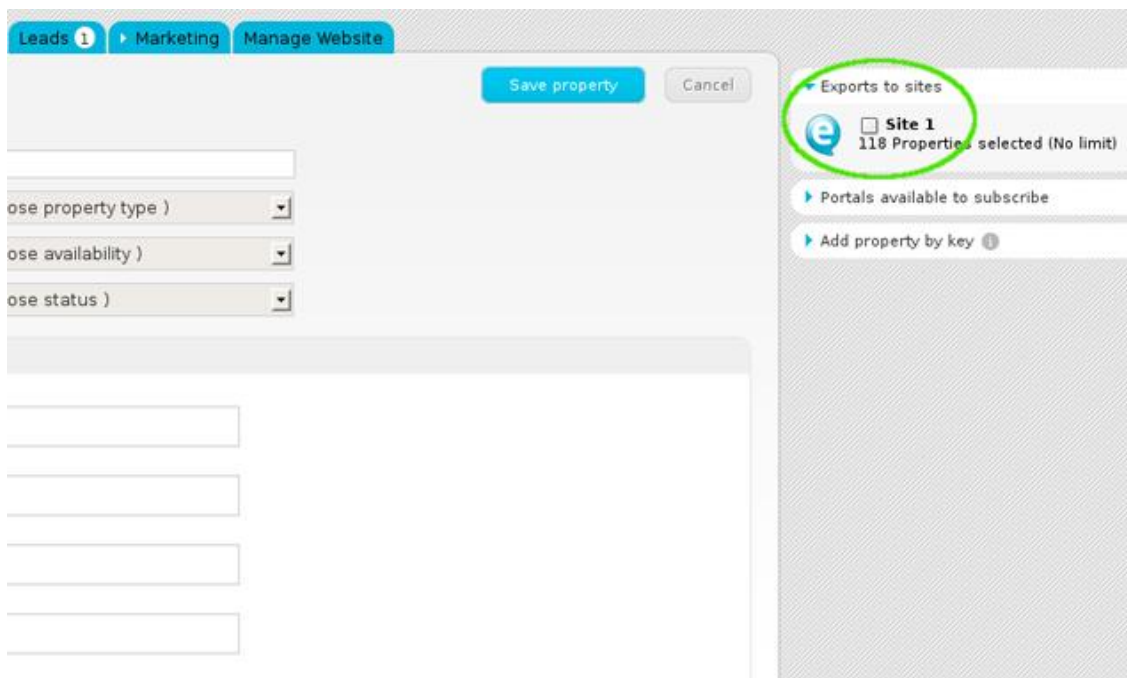 Leads 1 Marketing Manage Website
Save property Cancel
Exports to sites
e Site 1
118 Properties selected (No limit)
ose property type )
Portals available to subscribe
ose availability )
Add property by key i
ose status )